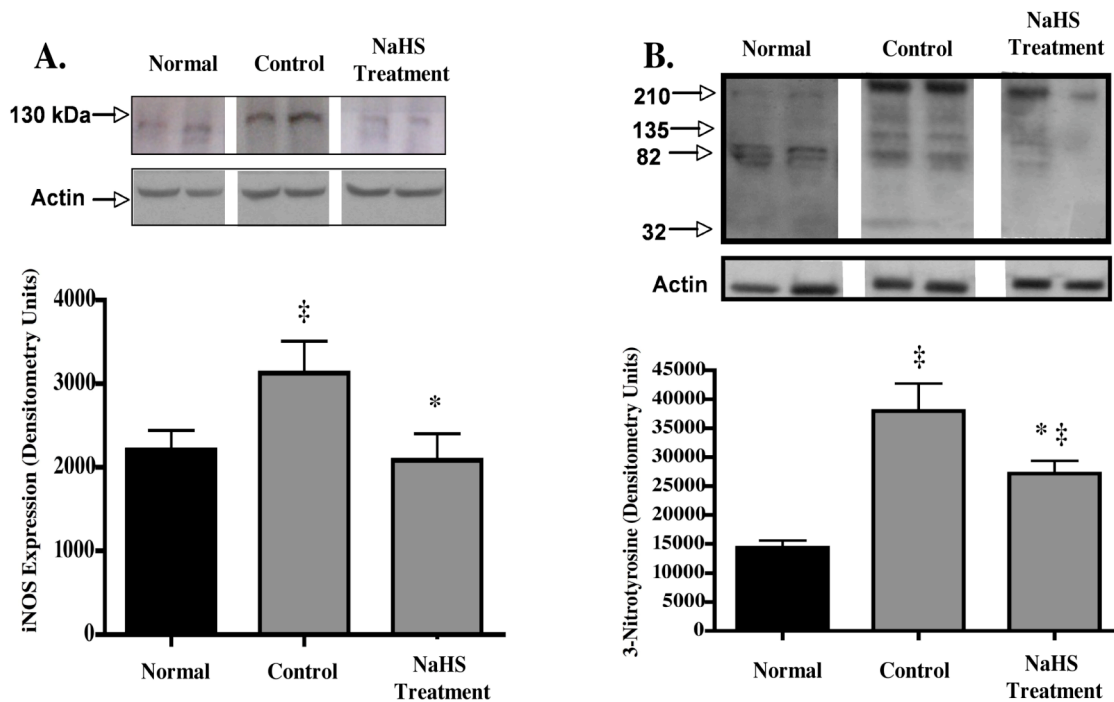 A.
Normal
Control
NaHS
Treatment
130 kDa
Actin
iNOS Expression (Densitometry Units)
4000
3000
2000
1000
0
‡
*
Normal
Control
NaHS
Treatment
B.
Normal
Control
NaHS
Treatment
210
135
82
32
Actin
3-Nitrotyrosine (Densitometry Units)
45000
40000
35000
30000
25000
20000
15000
10000
5000
0
‡
* ‡
Normal
Control
NaHS
Treatment